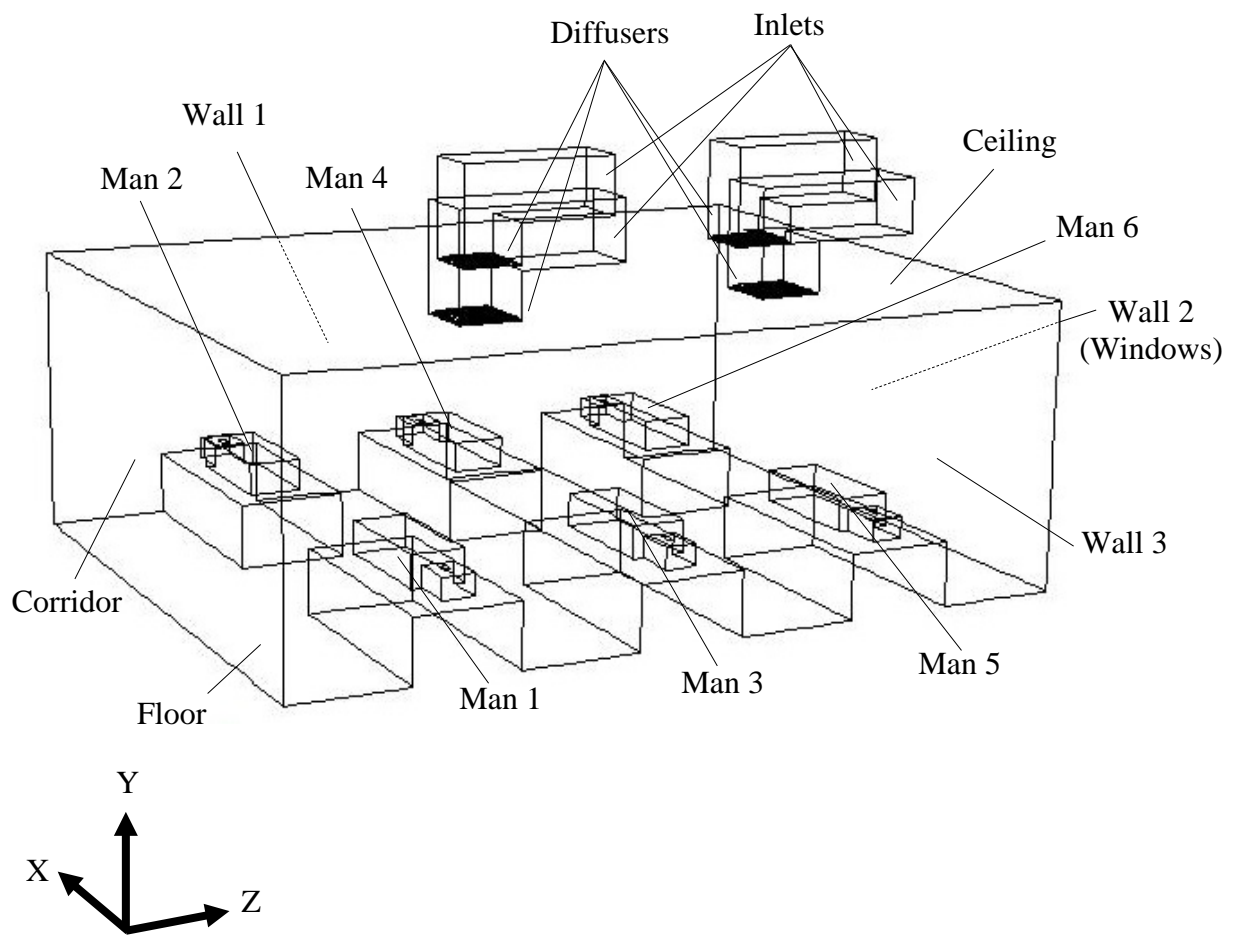 Diffusers
Inlets
Wall 1
Ceiling
Man 2
Man 4
Man 6
Wall 2
(Windows)
Wall 3
Corridor
Man 5
Man 3
Man 1
Floor
Y
X
Z